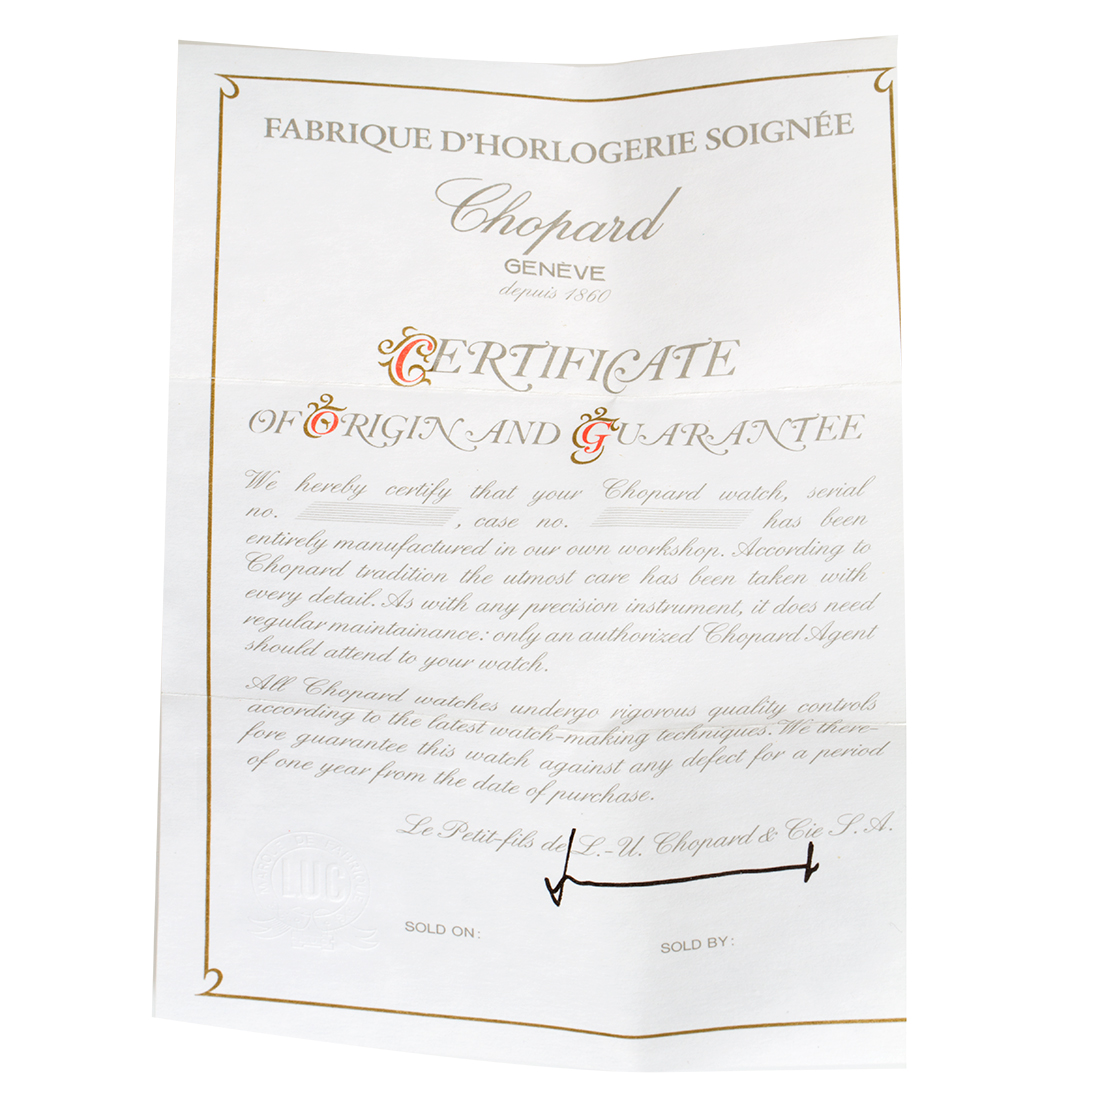 FABRIQUE D'HORLOGERIE SOIGNÉE
Chopard
GENÈVE
depuis 1860
CERTIFICATE
OF ORIGIN AND GUARANTEE
We hereby certify that your Chopard watch, serial
no. , case no. has been
entirely manufactured in our own workshop. According to
Chopard tradition the utmost care has been taken with
every detail. As with any precision instrument, it does need
regular maintainance: only an authorized Chopard Agent
should attend to your watch.
All Chopard watches undergo rigorous quality controls
according to the latest watch-making techniques. We there-
fore guarantee this watch against any defect for a period
of one year from the date of purchase.
Le Petit-fils de L.-U. Chopard & Cie S.A.
LUC
SOLD ON:
SOLD BY: